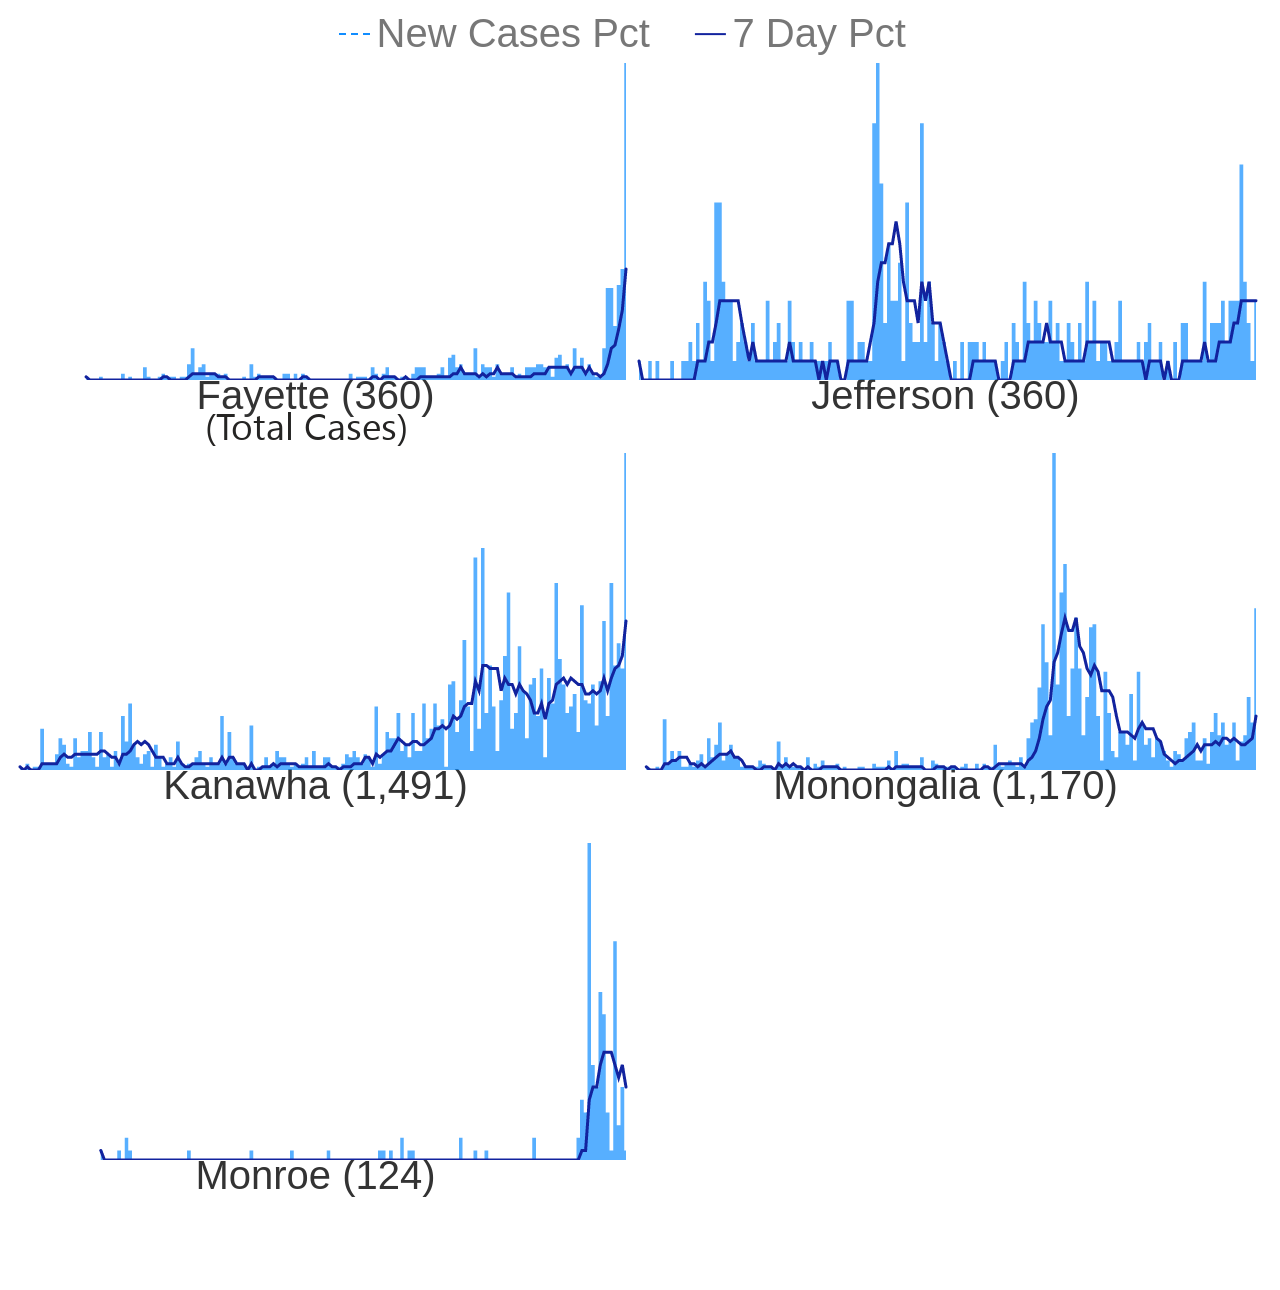 New Cases Pct 7 Day Pct
Fayette (360) Jefferson (360)
(Total Cases)
Kanawha (1,491) Monongalia (1,170)
Monroe (124)